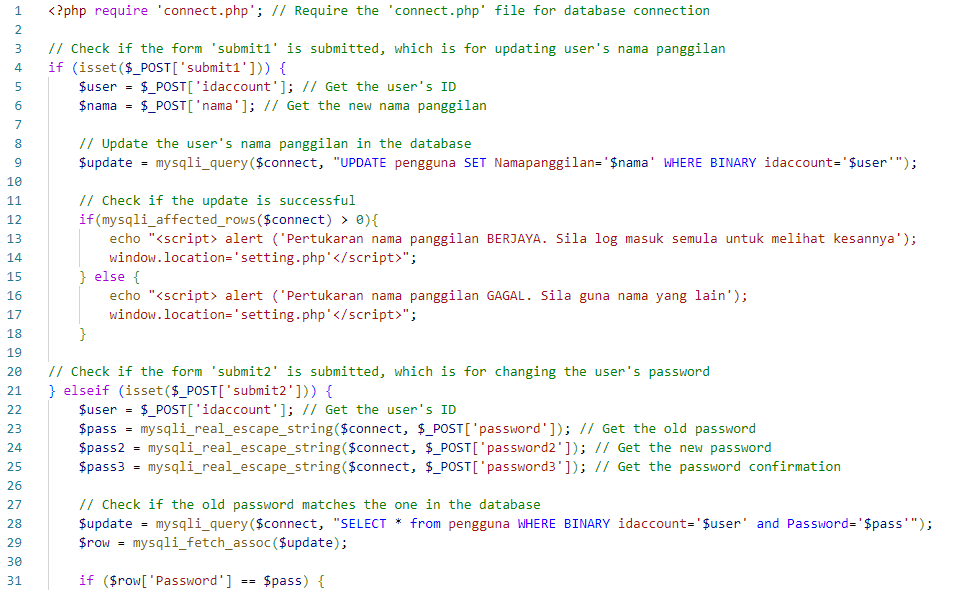 1 <?php require 'connect.php'; // Require the 'connect.php' file for database connection
2
3 // Check if the form 'submit1' is submitted, which is for updating user's nama panggilan
4 if (isset($_POST['submit1'])) {
5     $user = $_POST['idaccount']; // Get the user's ID
6     $nama = $_POST['nama']; // Get the new nama panggilan
7
8     // Update the user's nama panggilan in the database
9     $update = mysqli_query($connect, "UPDATE pengguna SET Namapanggilan='$nama' WHERE BINARY idaccount='$user'");
10
11     // Check if the update is successful
12     if(mysqli_affected_rows($connect) > 0){
13         echo "<script> alert ('Pertukaran nama panggilan BERJAYA. Sila log masuk semula untuk melihat kesannya');
14         window.location='setting.php'</script>";
15     } else {
16         echo "<script> alert ('Pertukaran nama panggilan GAGAL. Sila guna nama yang lain');
17         window.location='setting.php'</script>";
18     }
19
20 // Check if the form 'submit2' is submitted, which is for changing the user's password
21 } elseif (isset($_POST['submit2'])) {
22     $user = $_POST['idaccount']; // Get the user's ID
23     $pass = mysqli_real_escape_string($connect, $_POST['password']); // Get the old password
24     $pass2 = mysqli_real_escape_string($connect, $_POST['password2']); // Get the new password
25     $pass3 = mysqli_real_escape_string($connect, $_POST['password3']); // Get the password confirmation
26
27     // Check if the old password matches the one in the database
28     $update = mysqli_query($connect, "SELECT * from pengguna WHERE BINARY idaccount='$user' and Password='$pass'");
29     $row = mysqli_fetch_assoc($update);
30
31     if ($row['Password'] == $pass) {